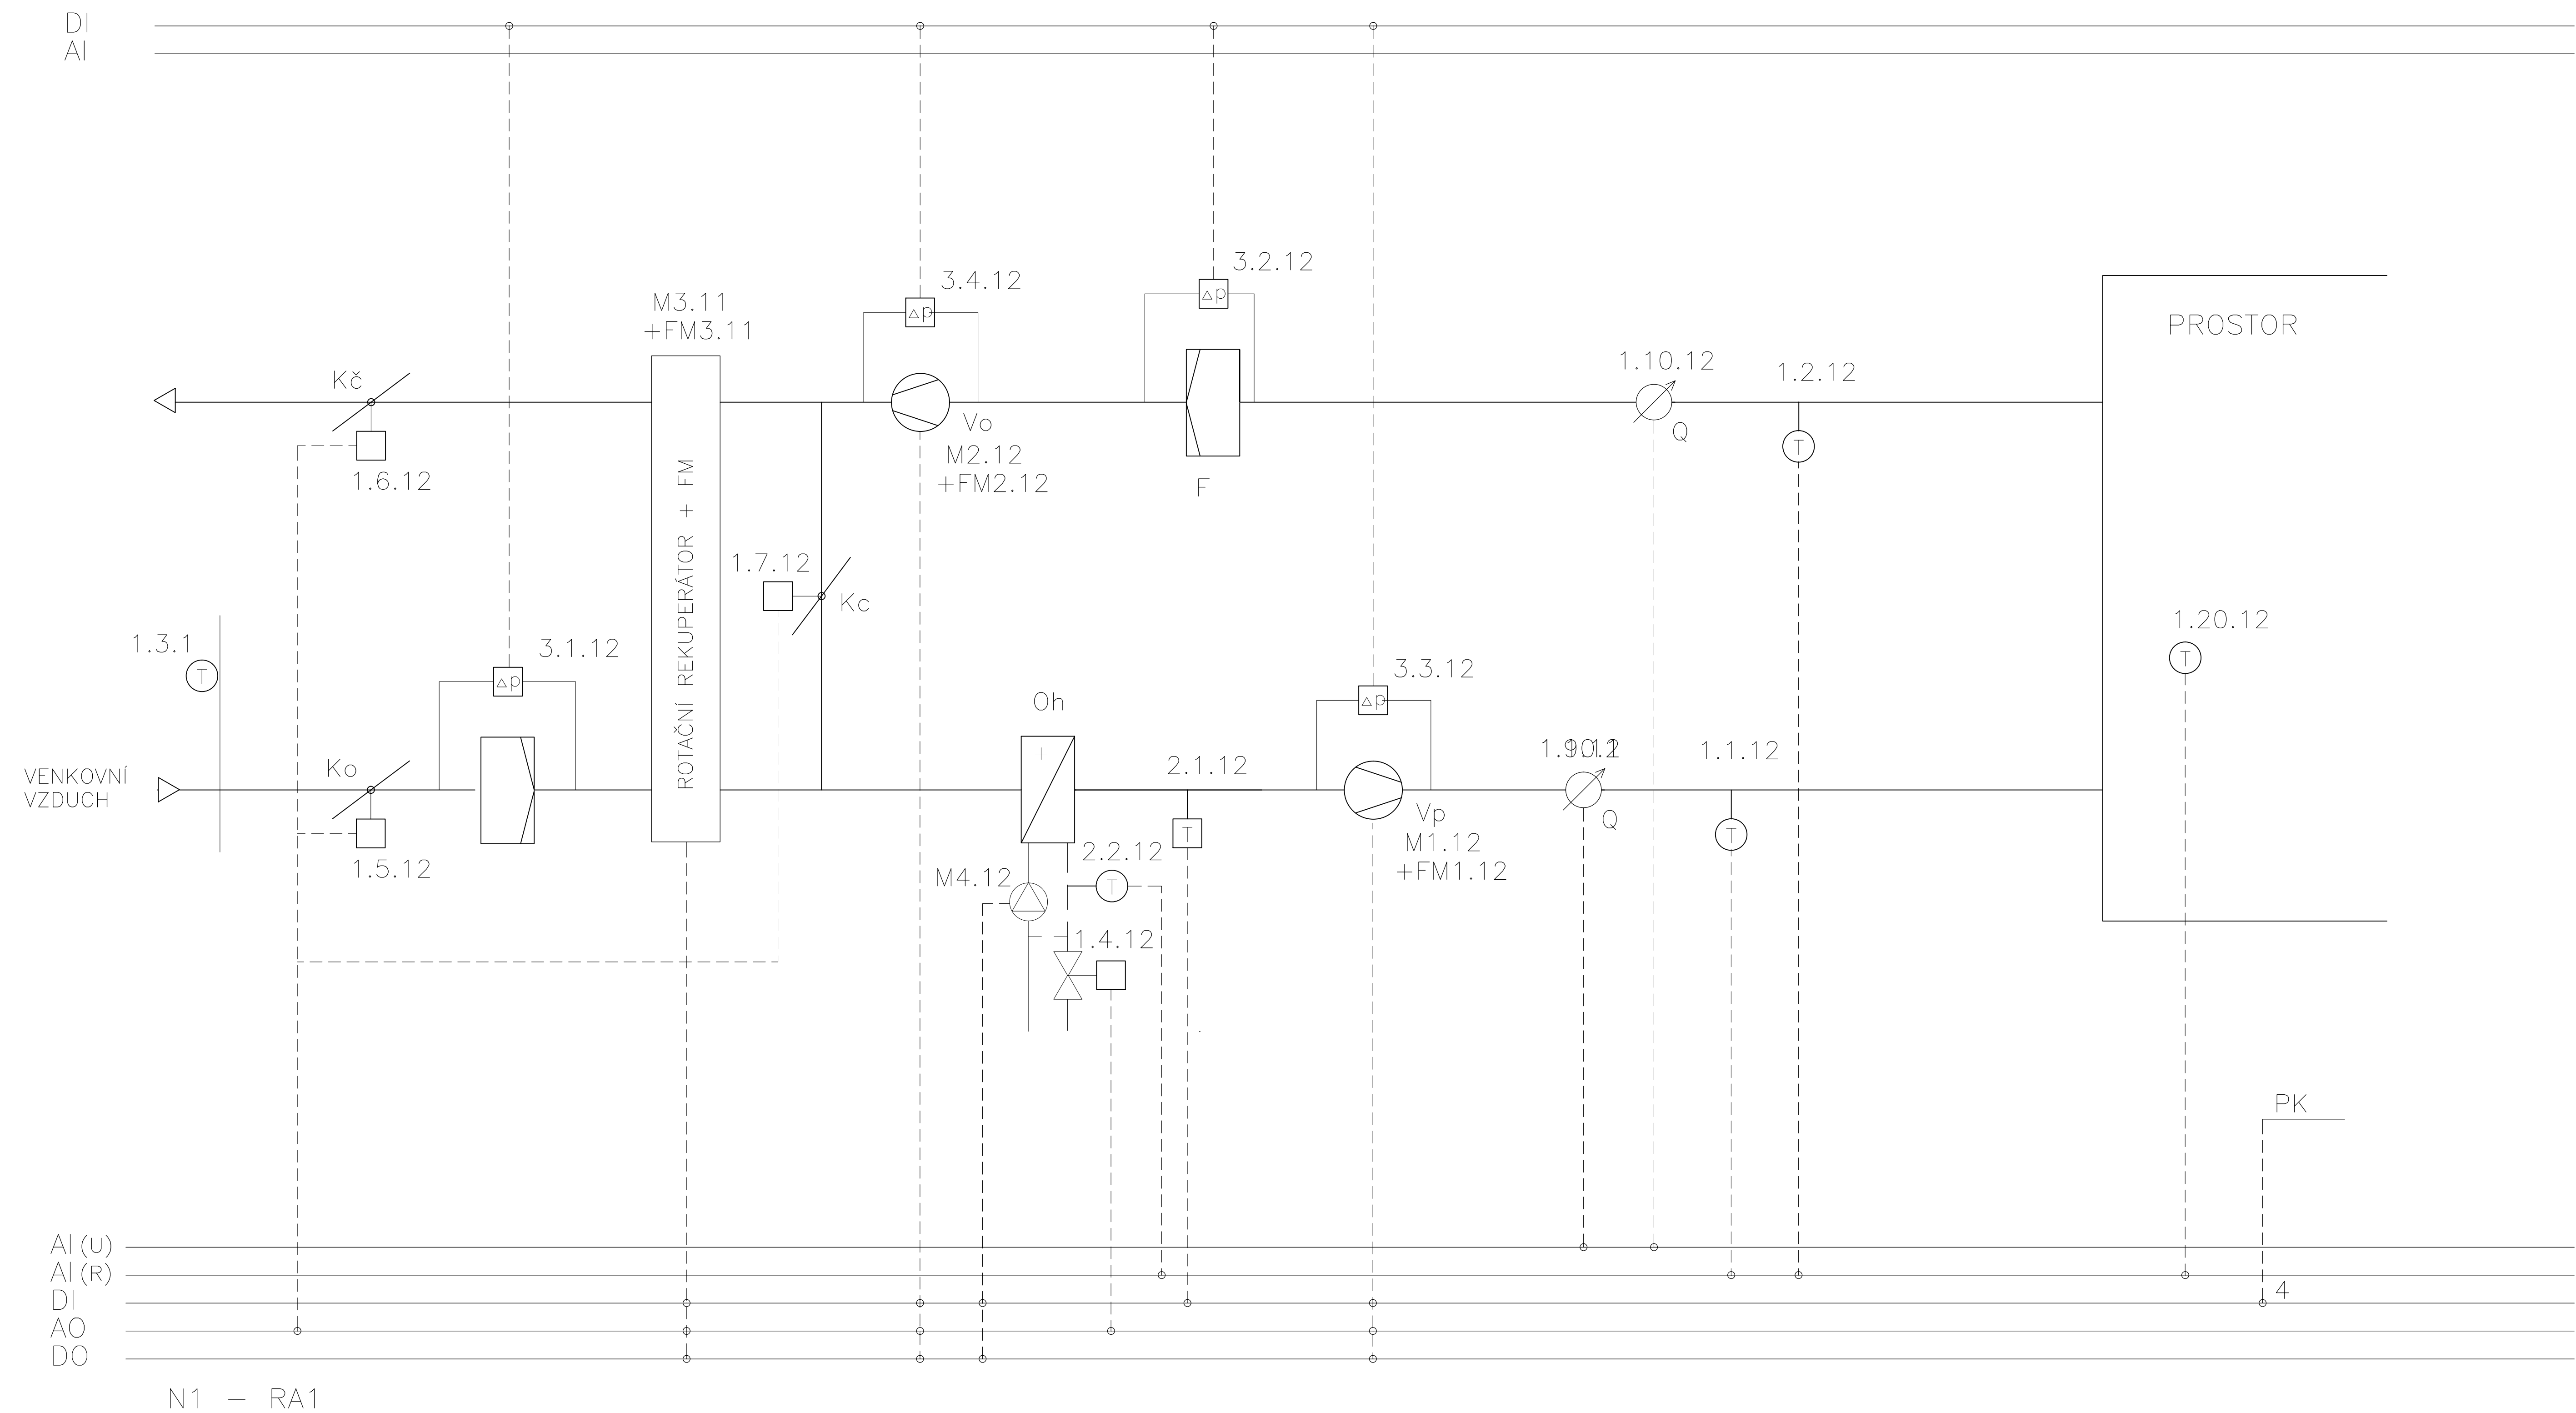 DI
AI
3.2.12
Δp
3.4.12
Δp
M3.11
+FM3.11
PROSTOR
1.10.12
Q
1.2.12
T
Kč
1.6.12
Vo
M2.12
+FM2.12
F
ROTAČNÍ REKUPERÁTOR + FM
1.7.12
Kc
1.3.1
T
3.1.12
Δp
1.20.12
T
3.3.12
Δp
Oh
+
VENKOVNÍ
VZDUCH
Ko
1.5.12
2.1.12
T
Vp
M1.12
+FM1.12
Q
1.1.12
T
2.2.12
T
M4.12
1.4.12
PK
AI(U)
AI(R)
DI
4
AO
DO
N1 – RA1